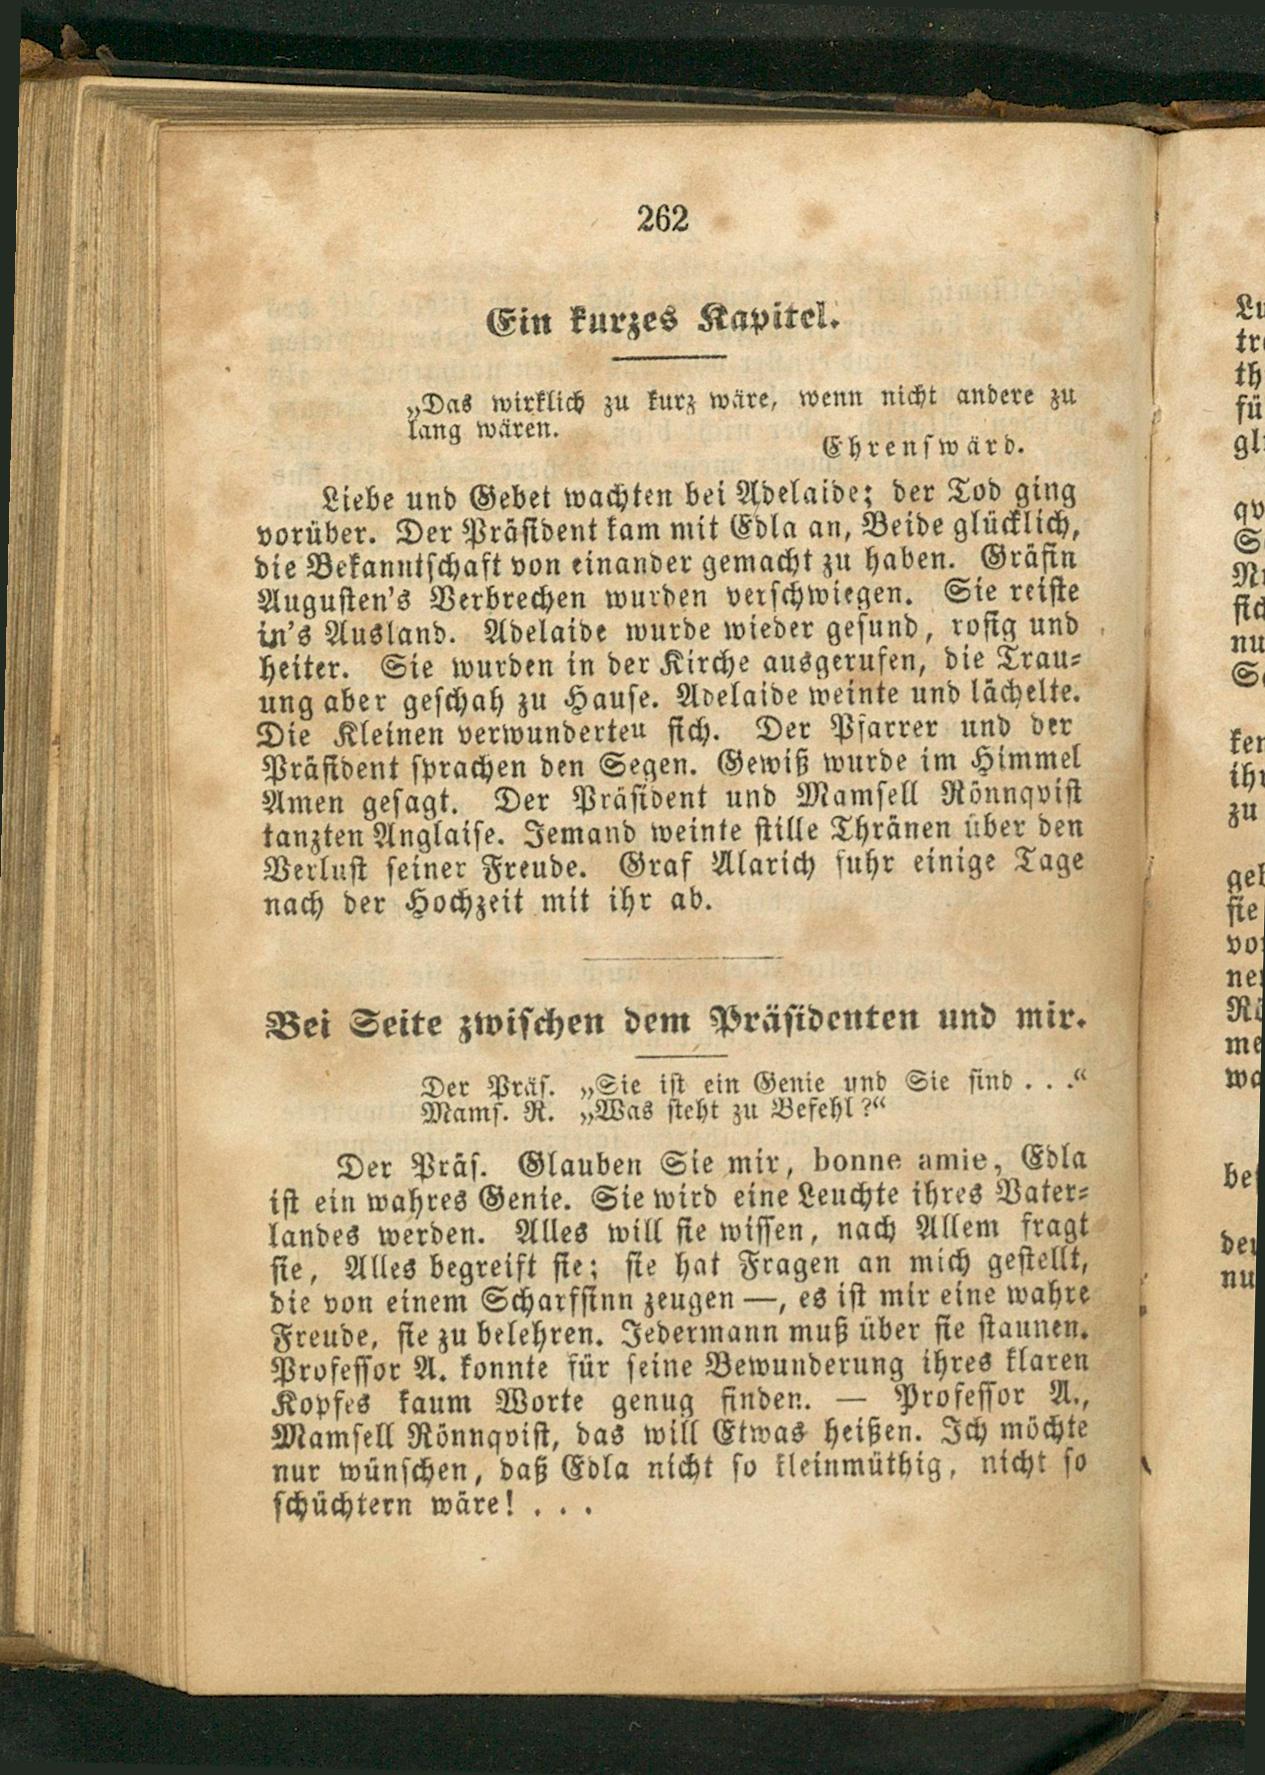 262
Ein kurzes Kapitel.
„Das wirklich zu kurz wäre, wenn nicht andere zu
lang wären.
Ehrenswärd.
Liebe und Gebet wachten bei Adelaide; der Tod ging
vorüber. Der Präsident kam mit Edla an, Beide glücklich,
die Bekanntschaft von einander gemacht zu haben. Gräfin
Augusten's Verbrechen wurden verschwiegen. Sie reiste
in's Ausland. Adelaide wurde wieder gesund, rosig und
heiter. Sie wurden in der Kirche ausgerufen, die Trau-
ung aber geschah zu Hause. Adelaide weinte und lächelte.
Die Kleinen verwunderten sich. Der Pfarrer und der
Präsident sprachen den Segen. Gewiß wurde im Himmel
Amen gesagt. Der Präsident und Mamsell Rönnqvist
tanzten Anglaise. Jemand weinte stille Thränen über den
Verlust seiner Freude. Graf Alarich fuhr einige Tage
nach der Hochzeit mit ihr ab.
Bei Seite zwischen dem Präsidenten und mir.
Der Präs. „Sie ist ein Genie und Sie sind . . .“
Mams. R. „Was steht zu Befehl?“
Der Präs. Glauben Sie mir, bonne amie, Edla
ist ein wahres Genie. Sie wird eine Leuchte ihres Vater-
landes werden. Alles will sie wissen, nach Allem fragt
sie, Alles begreift sie; sie hat Fragen an mich gestellt,
die von einem Scharfsinn zeugen —, es ist mir eine wahre
Freude, sie zu belehren. Jedermann muß über sie staunen.
Professor A. konnte für seine Bewunderung ihres klaren
Kopfes kaum Worte genug finden. — Professor A.,
Mamsell Rönnqvist, das will Etwas heißen. Ich möchte
nur wünschen, daß Edla nicht so kleinmüthig, nicht so
schüchtern wäre! . . .